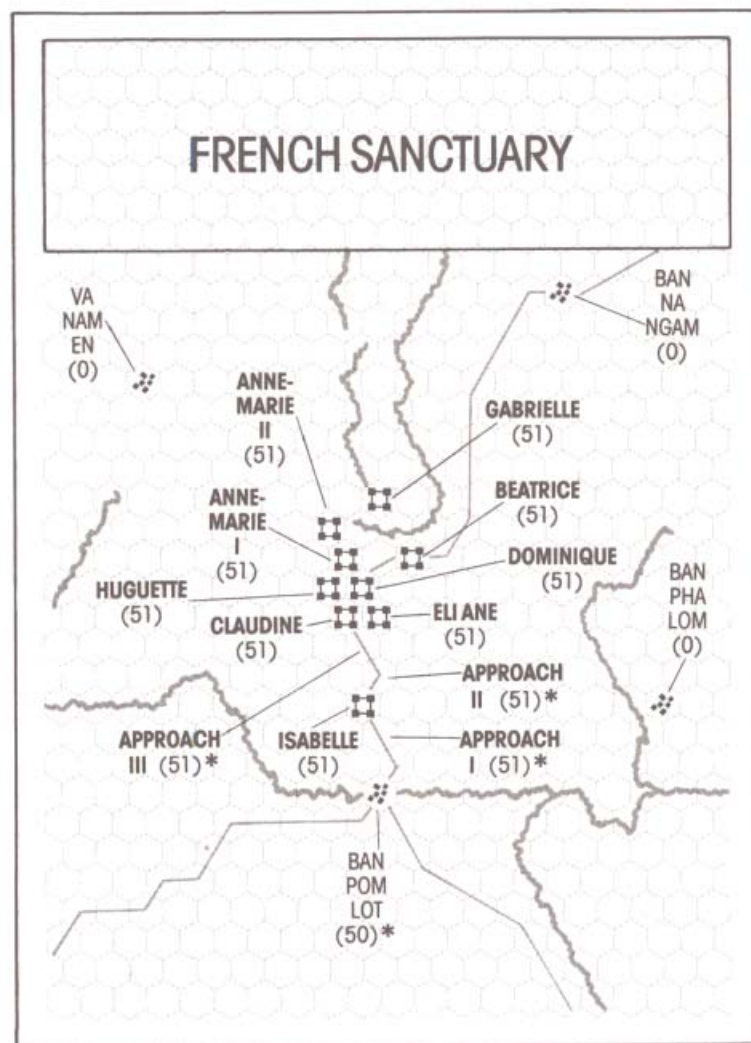 FRENCH SANCTUARY
VA
NAM
EN
(0)
BAN
NA
NGAM
(0)
ANNE-
MARIE
II
(51)
GABRIELLE
(51)
ANNE-
MARIE
I
(51)
BEATRICE
(51)
HUGUETTE
(51)
DOMINIQUE
(51)
BAN
PHA
LOM
(0)
CLAUDINE
(51)
ELI ANE
(51)
APPROACH
II (51)*
APPROACH
III (51)*
ISABELLE
(51)
APPROACH
I (51)*
BAN
POM
LOT
(50)*